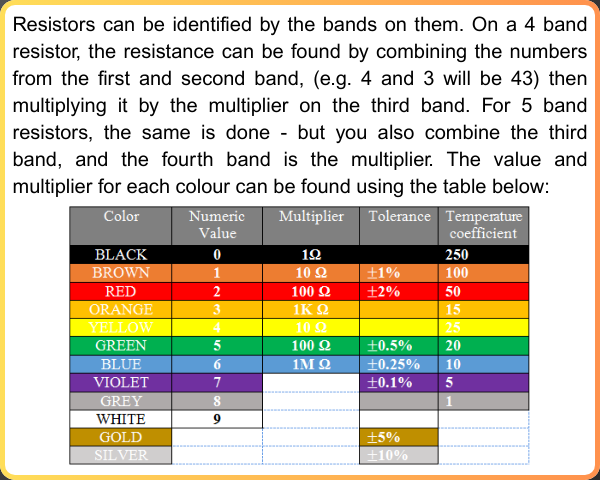 Resistors can be identified by the bands on them. On a 4 band
resistor, the resistance can be found by combining the numbers
from the first and second band, (e.g. 4 and 3 will be 43) then
multiplying it by the multiplier on the third band. For 5 band
resistors, the same is done - but you also combine the third
band, and the fourth band is the multiplier. The value and
multiplier for each colour can be found using the table below:
Color Numeric Value Multiplier Tolerance Temperature coefficient
BLACK 0 1Ω 250
BROWN 1 10 Ω ±1% 100
RED 2 100 Ω ±2% 50
ORANGE 3 1K Ω 15
YELLOW 4 10 Ω 25
GREEN 5 100 Ω ±0.5% 20
BLUE 6 1M Ω ±0.25% 10
VIOLET 7 ±0.1% 5
GREY 8 1
WHITE 9
GOLD ±5%
SILVER ±10%